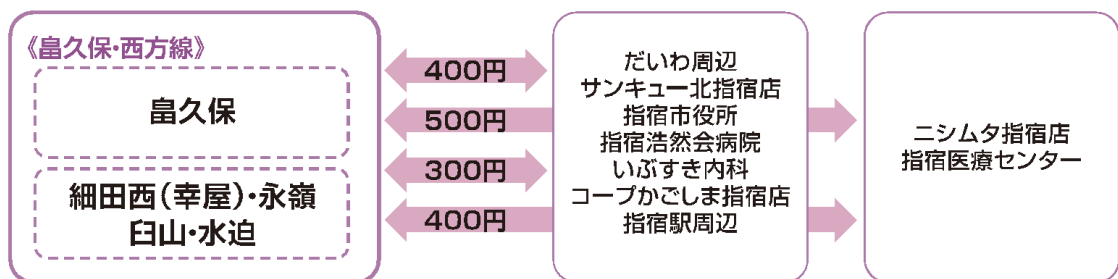 《畠久保・西方線》
畠久保
細田西（幸屋）・永嶺
臼山・水迫
400円
500円
300円
400円
だいわ周辺
サンキュー北指宿店
指宿市役所
指宿浩然会病院
いぶすき内科
コープかごしま指宿店
指宿駅周辺
ニシムタ指宿店
指宿医療センター